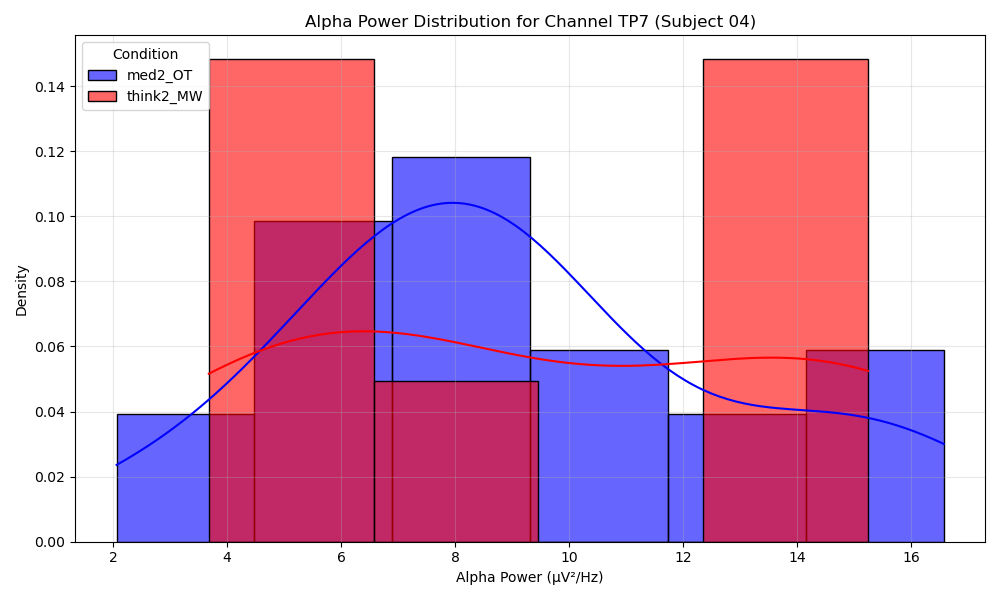 Alpha Power Distribution for Channel TP7 (Subject 04)
Condition
med2_OT
think2_MW
Density
0.14
0.12
0.10
0.08
0.06
0.04
0.02
0.00
2 4 6 8 10 12 14 16
Alpha Power (µV²/Hz)